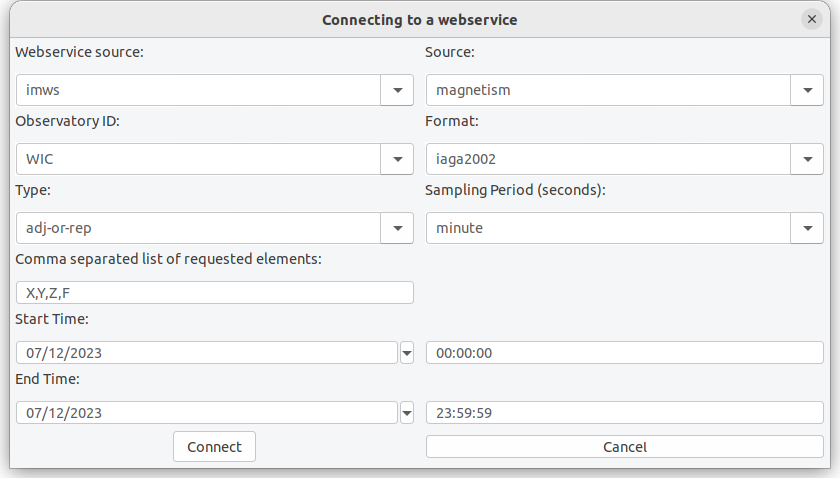 Connecting to a webservice
Webservice source: Source:
imws magnetism
Observatory ID: Format:
WIC iaga2002
Type: Sampling Period (seconds):
adj-or-rep minute
Comma separated list of requested elements:
X,Y,Z,F
Start Time:
07/12/2023 00:00:00
End Time:
07/12/2023 23:59:59
Connect Cancel